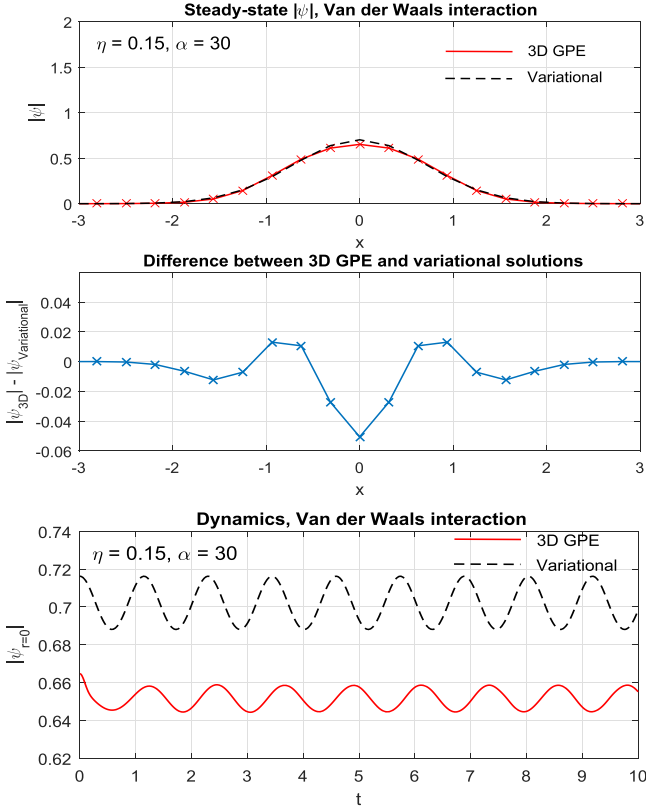 Steady-state |ψ|, Van der Waals interaction
2
η = 0.15, α = 30
3D GPE
Variational
1.5
1
0.5
0
|ψ|
-3 -2 -1 0 1 2 3
x
Difference between 3D GPE and variational solutions
0.04
0.02
0
-0.02
-0.04
-0.06
|ψ3D| - |ψVariational|
-3 -2 -1 0 1 2 3
x
Dynamics, Van der Waals interaction
0.74
η = 0.15, α = 30
3D GPE
Variational
0.72
0.7
0.68
0.66
0.64
0.62
|ψr=0|
0 1 2 3 4 5 6 7 8 9 10
t